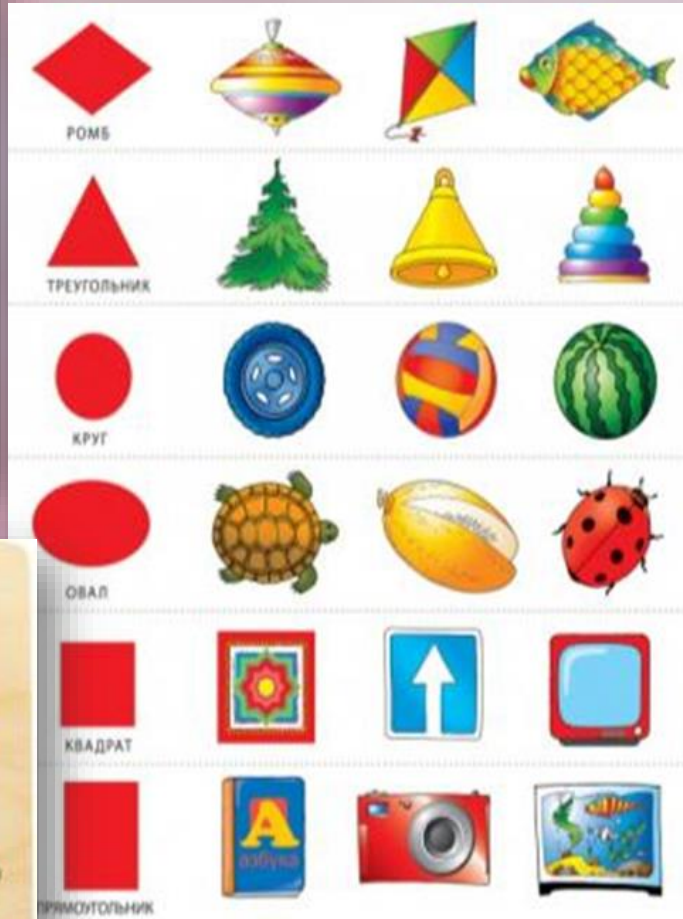 РОМБ
ТРЕУГОЛЬНИК
КРУГ
ОВАЛ
КВАДРАТ
А
азбука
ПРЯМОУГОЛЬНИК